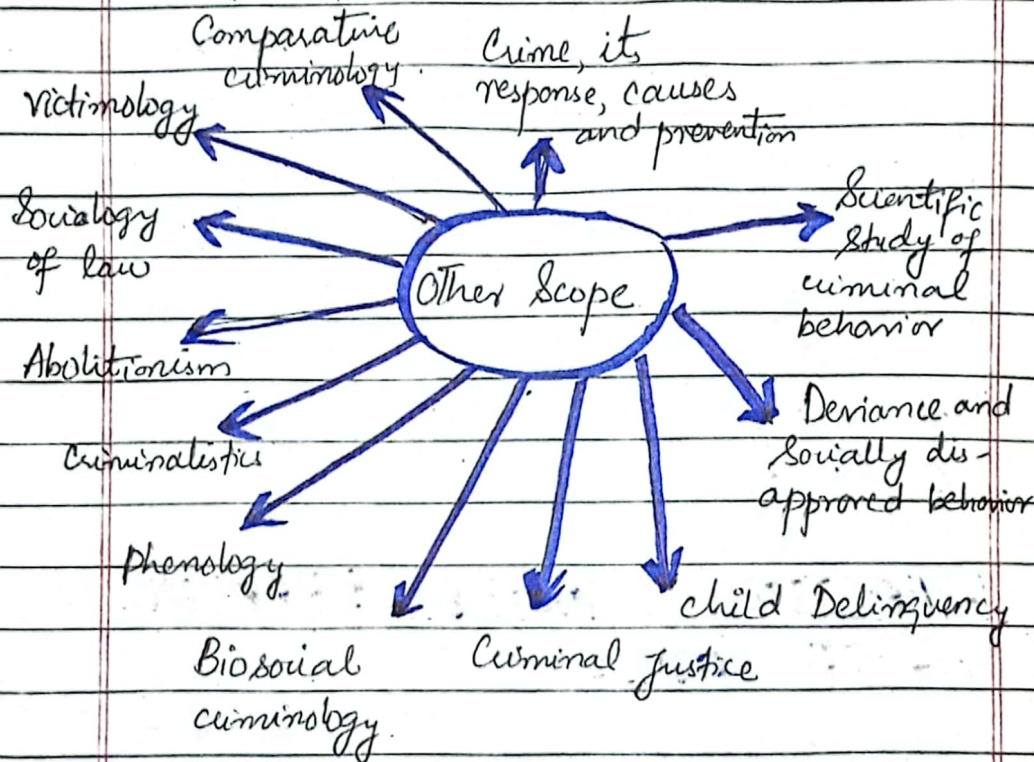 Comparative
criminology.
Crime, its
response, causes
and prevention
Victimology
Scientific
study of
criminal
behavior
Sociology
of law
Other Scope
Abolitionism
Deviance and
Socially dis-
approved behavior
Criminalistics
Phenology
Child Delinquency
Biosocial
criminology.
Criminal Justice